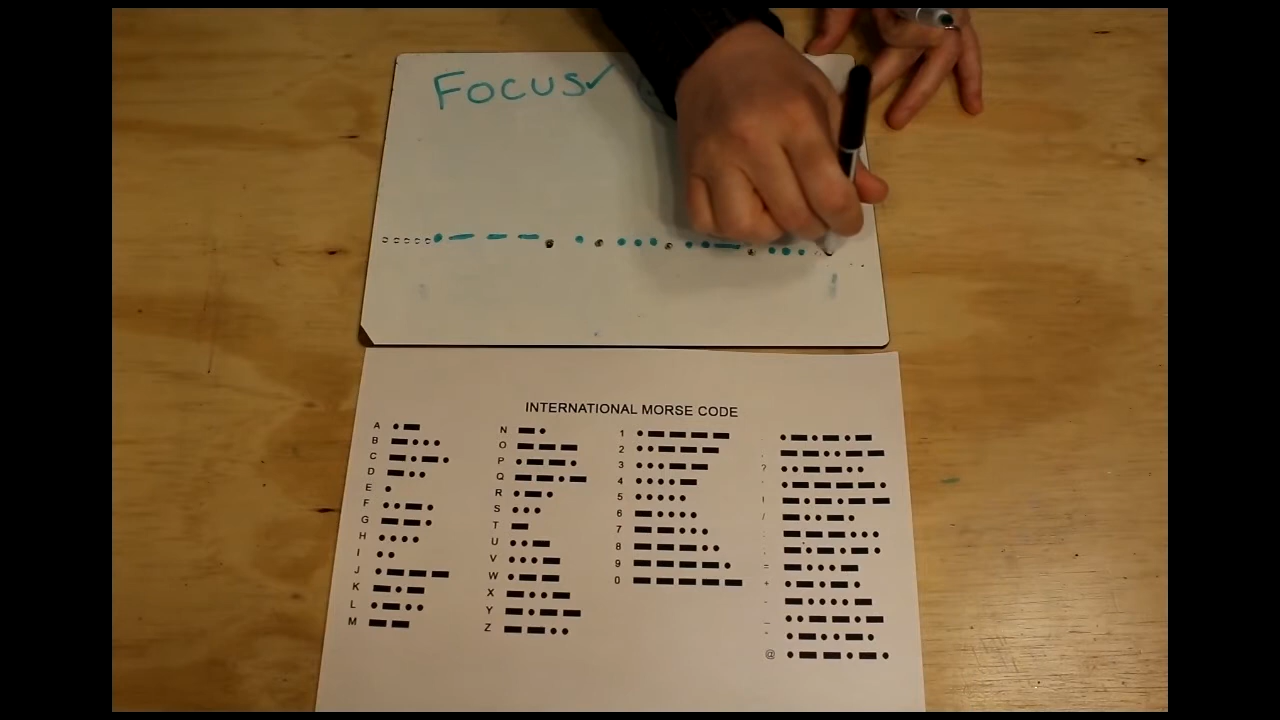 Focus✓
• — — — • • • • • • — • • •
INTERNATIONAL MORSE CODE
A • —
B — • • •
C — • — •
D — • •
E •
F • • — •
G — — •
H • • • •
I • •
J • — — —
K — • —
L • — • •
M — —
N — •
O — — —
P • — — •
Q — — • —
R • — •
S • • •
T —
U • • —
V • • • —
W • — —
X — • • —
Y — • — —
Z — — • •
1 • — — — —
2 • • — — —
3 • • • — —
4 • • • • —
5 • • • • •
6 — • • • •
7 — — • • •
8 — — — • •
9 — — — — •
0 — — — — —
. • — • — • —
, — — • • — —
? • • — — • •
' • — — — — •
! — • — • — —
/ — • • — •
: — — — • • •
= — • • • —
+ • — • — •
- — • • • • —
_ • • — — • —
" • — • • — •
@ • — — • — •